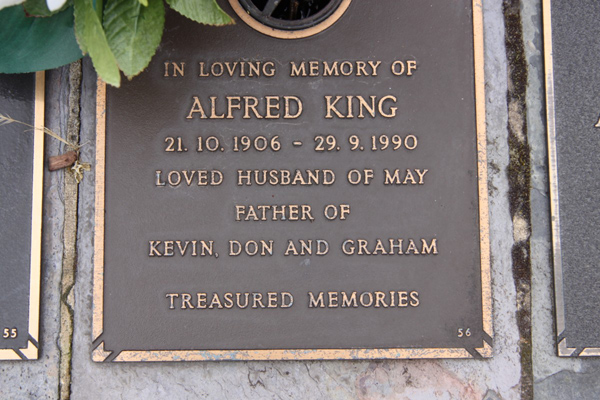 IN LOVING MEMORY OF
ALFRED KING
21. 10. 1906 - 29. 9. 1990
LOVED HUSBAND OF MAY
FATHER OF
KEVIN, DON AND GRAHAM
TREASURED MEMORIES
55
56